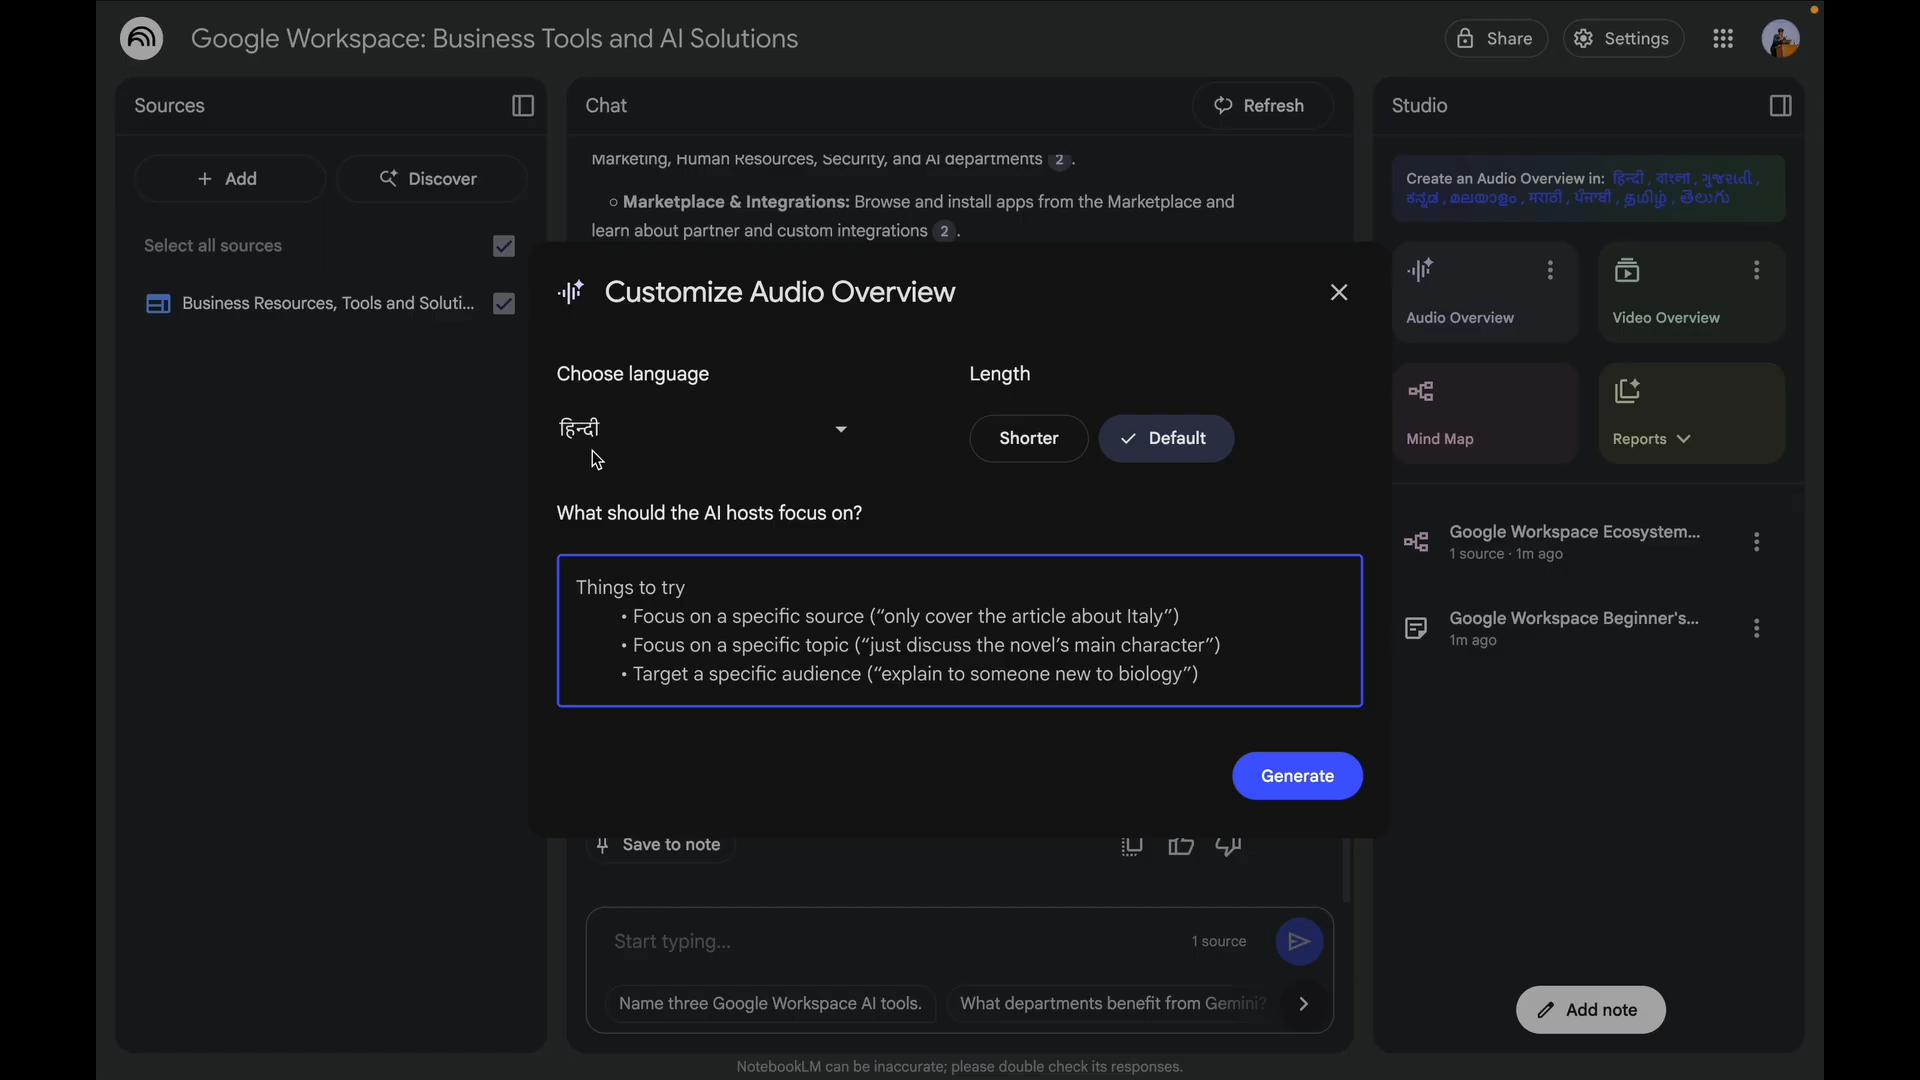 Google Workspace: Business Tools and AI Solutions
Share
Settings
Sources
Add
Discover
Select all sources
Business Resources, Tools and Soluti...
Chat
Refresh
Marketing, Human Resources, Security, and AI departments 2 .
○ Marketplace & Integrations: Browse and install apps from the Marketplace and
learn about partner and custom integrations 2 .
Customize Audio Overview
Choose language
हिन्दी
Length
Shorter
Default
What should the AI hosts focus on?
Things to try
• Focus on a specific source (“only cover the article about Italy”)
• Focus on a specific topic (“just discuss the novel’s main character”)
• Target a specific audience (“explain to someone new to biology”)
Generate
Save to note
Start typing...
1 source
Name three Google Workspace AI tools.
What departments benefit from Gemini?
NotebookLM can be inaccurate; please double check its responses.
Studio
Create an Audio Overview in: हिन्दी , বাংলা , ગુજરાતી ,
ಕನ್ನಡ , മലയാളം , मराठी , ਪੰਜਾਬੀ , தமிழ் , తెలుగు
Audio Overview
Video Overview
Mind Map
Reports
Google Workspace Ecosystem...
1 source · 1m ago
Google Workspace Beginner's...
1m ago
Add note